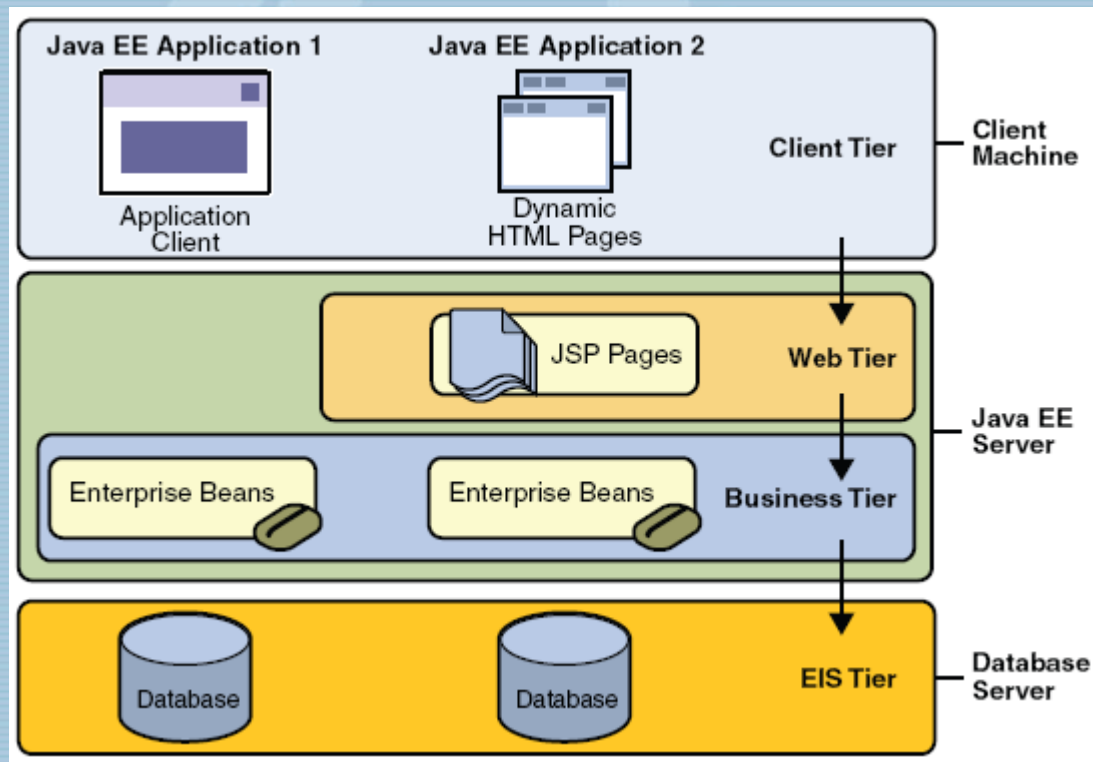 Java EE Application 1
Java EE Application 2
Application
Client
Dynamic
HTML Pages
Client Tier
Client
Machine
JSP Pages
Web Tier
Java EE
Server
Enterprise Beans
Enterprise Beans
Business Tier
Database
Database
EIS Tier
Database
Server